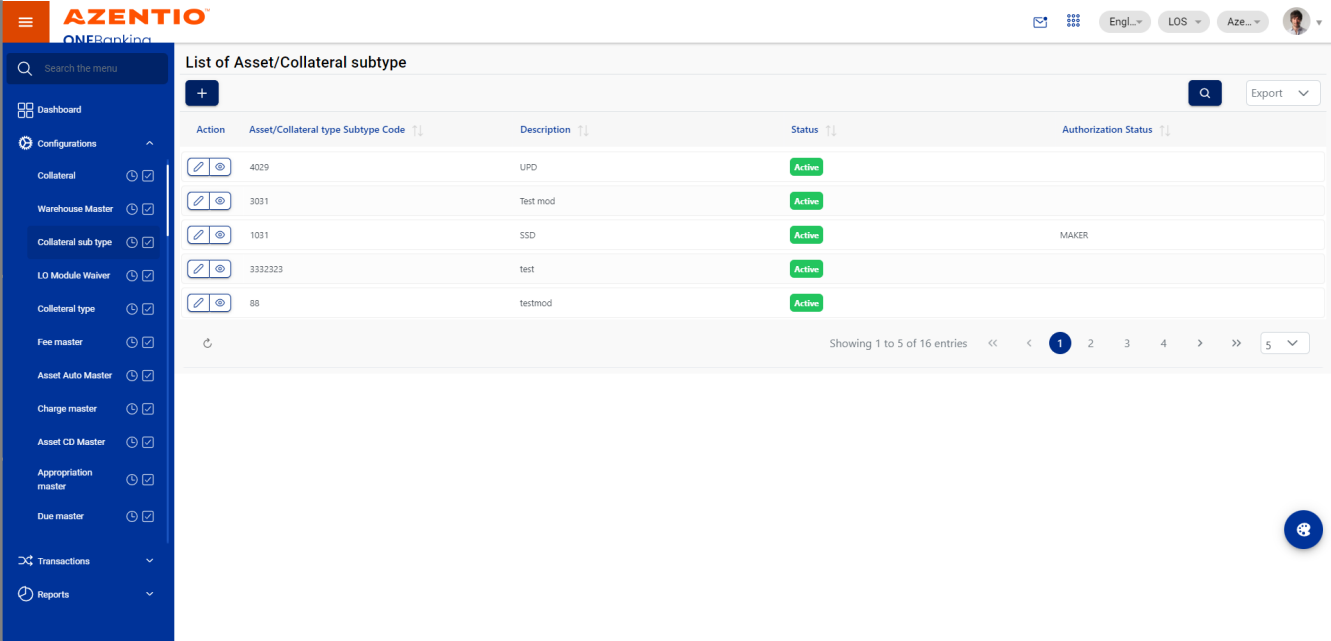 AZENTIO
ONEBanking
Engl...
LOS
Aze...
Search the menu
Dashboard
Configurations
Collateral
Warehouse Master
Collateral sub type
LO Module Waiver
Colleteral type
Fee master
Asset Auto Master
Charge master
Asset CD Master
Appropriation
master
Due master
Transactions
Reports
List of Asset/Collateral subtype
+
Export
Action Asset/Collateral type Subtype Code Description Status Authorization Status
4029 UPD Active
3031 Test mod Active
1031 SSD Active MAKER
3332323 test Active
88 testmod Active
Showing 1 to 5 of 16 entries « ‹ 1 2 3 4 › » 5